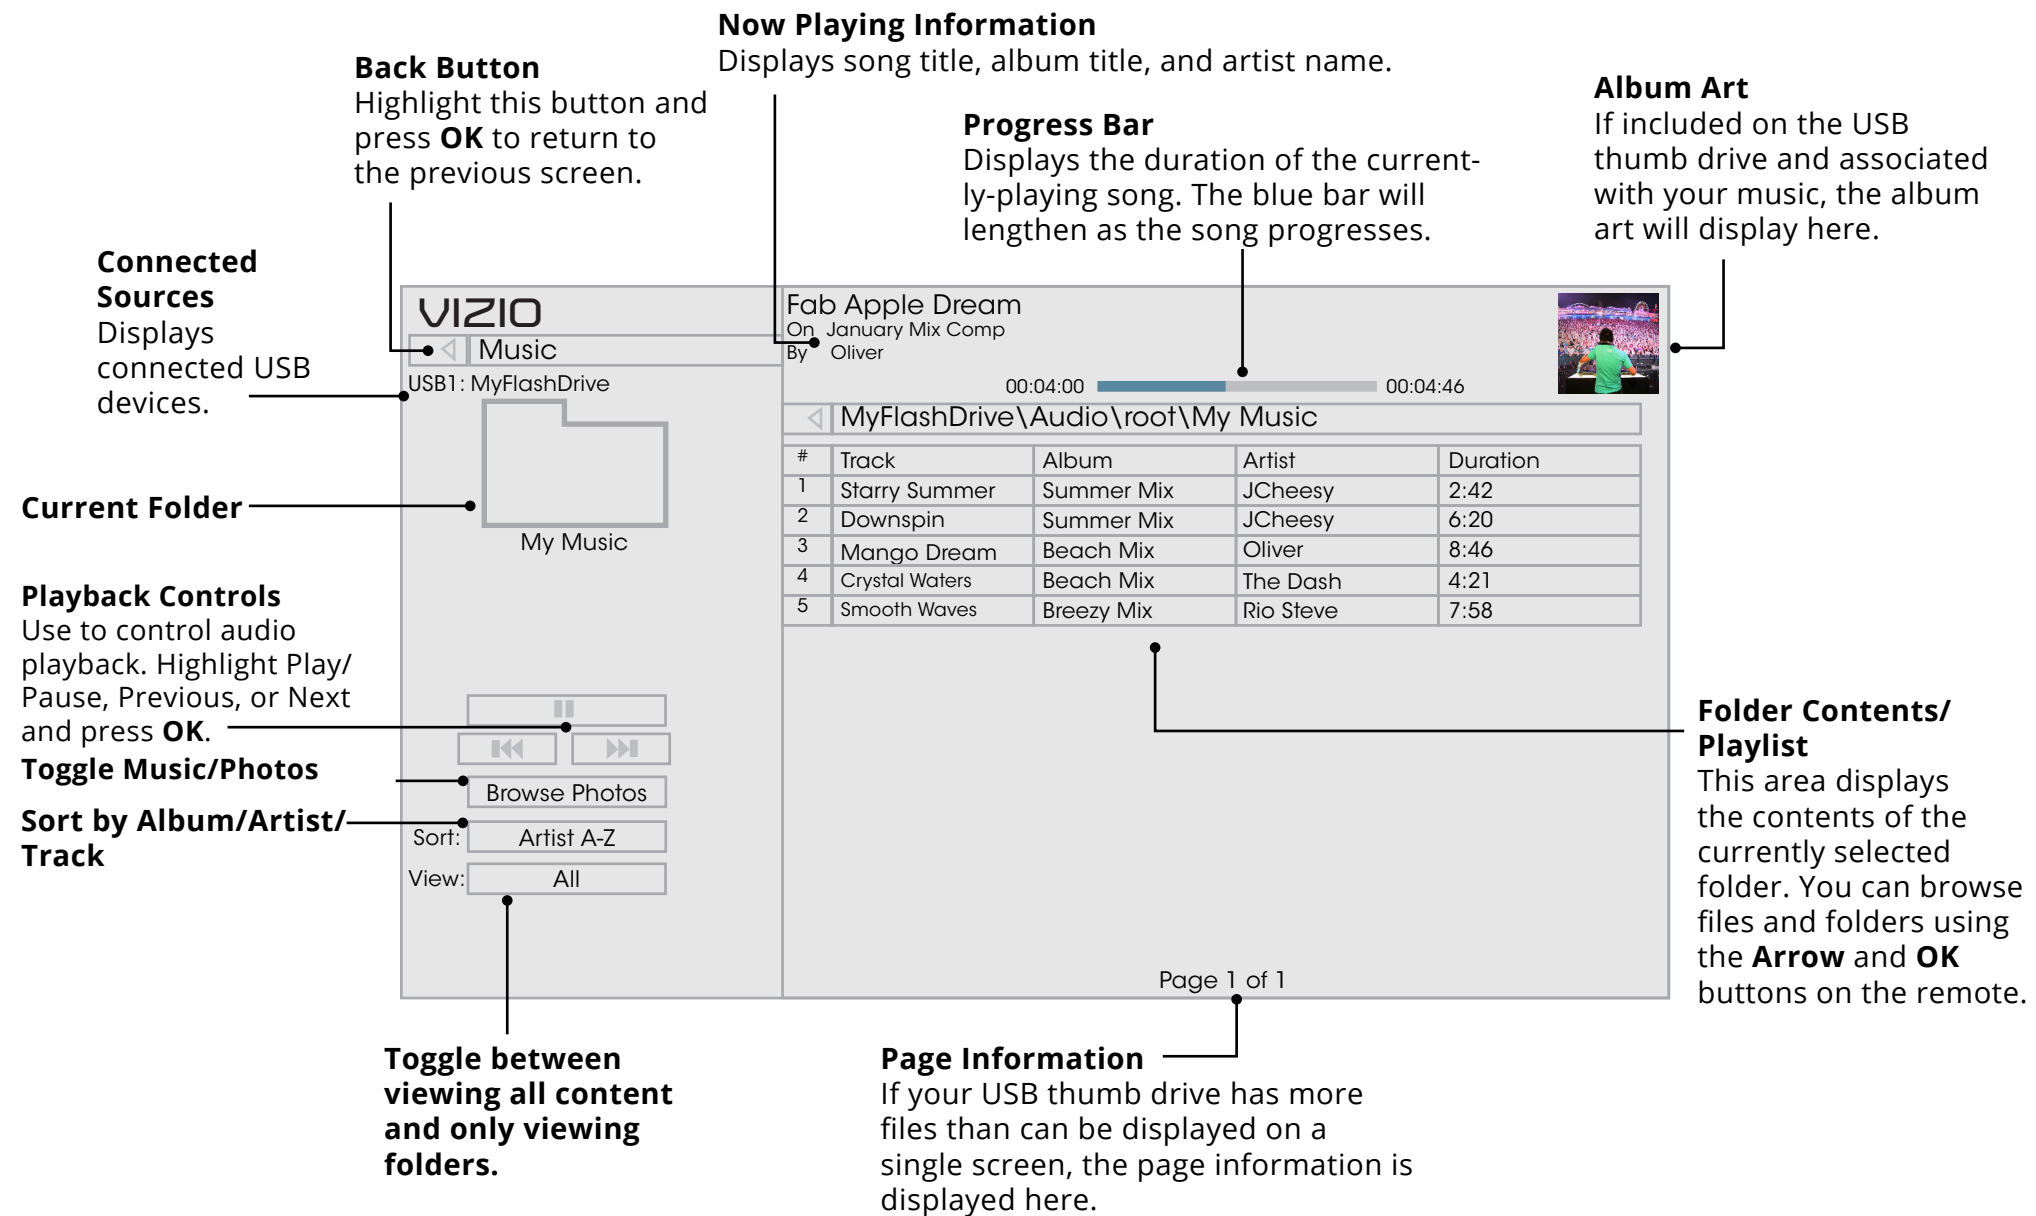 Now Playing Information
Displays song title, album title, and artist name.
Back Button
Highlight this button and
press OK to return to
the previous screen.
Progress Bar
Displays the duration of the current-
ly-playing song. The blue bar will
lengthen as the song progresses.
Album Art
If included on the USB
thumb drive and associated
with your music, the album
art will display here.
Connected
Sources
Displays
connected USB
devices.
Current Folder
Playback Controls
Use to control audio
playback. Highlight Play/
Pause, Previous, or Next
and press OK.
Toggle Music/Photos
Sort by Album/Artist/
Track
VIZIO
Music
USB1: MyFlashDrive
My Music
Browse Photos
Sort: Artist A-Z
View: All
Fab Apple Dream
On January Mix Comp
By Oliver
00:04:00 00:04:46
MyFlashDrive\Audio\root\My Music
# Track Album Artist Duration
1 Starry Summer Summer Mix JCheesy 2:42
2 Downspin Summer Mix JCheesy 6:20
3 Mango Dream Beach Mix Oliver 8:46
4 Crystal Waters Beach Mix The Dash 4:21
5 Smooth Waves Breezy Mix Rio Steve 7:58
Page 1 of 1
Folder Contents/
Playlist
This area displays
the contents of the
currently selected
folder. You can browse
files and folders using
the Arrow and OK
buttons on the remote.
Toggle between
viewing all content
and only viewing
folders.
Page Information
If your USB thumb drive has more
files than can be displayed on a
single screen, the page information is
displayed here.